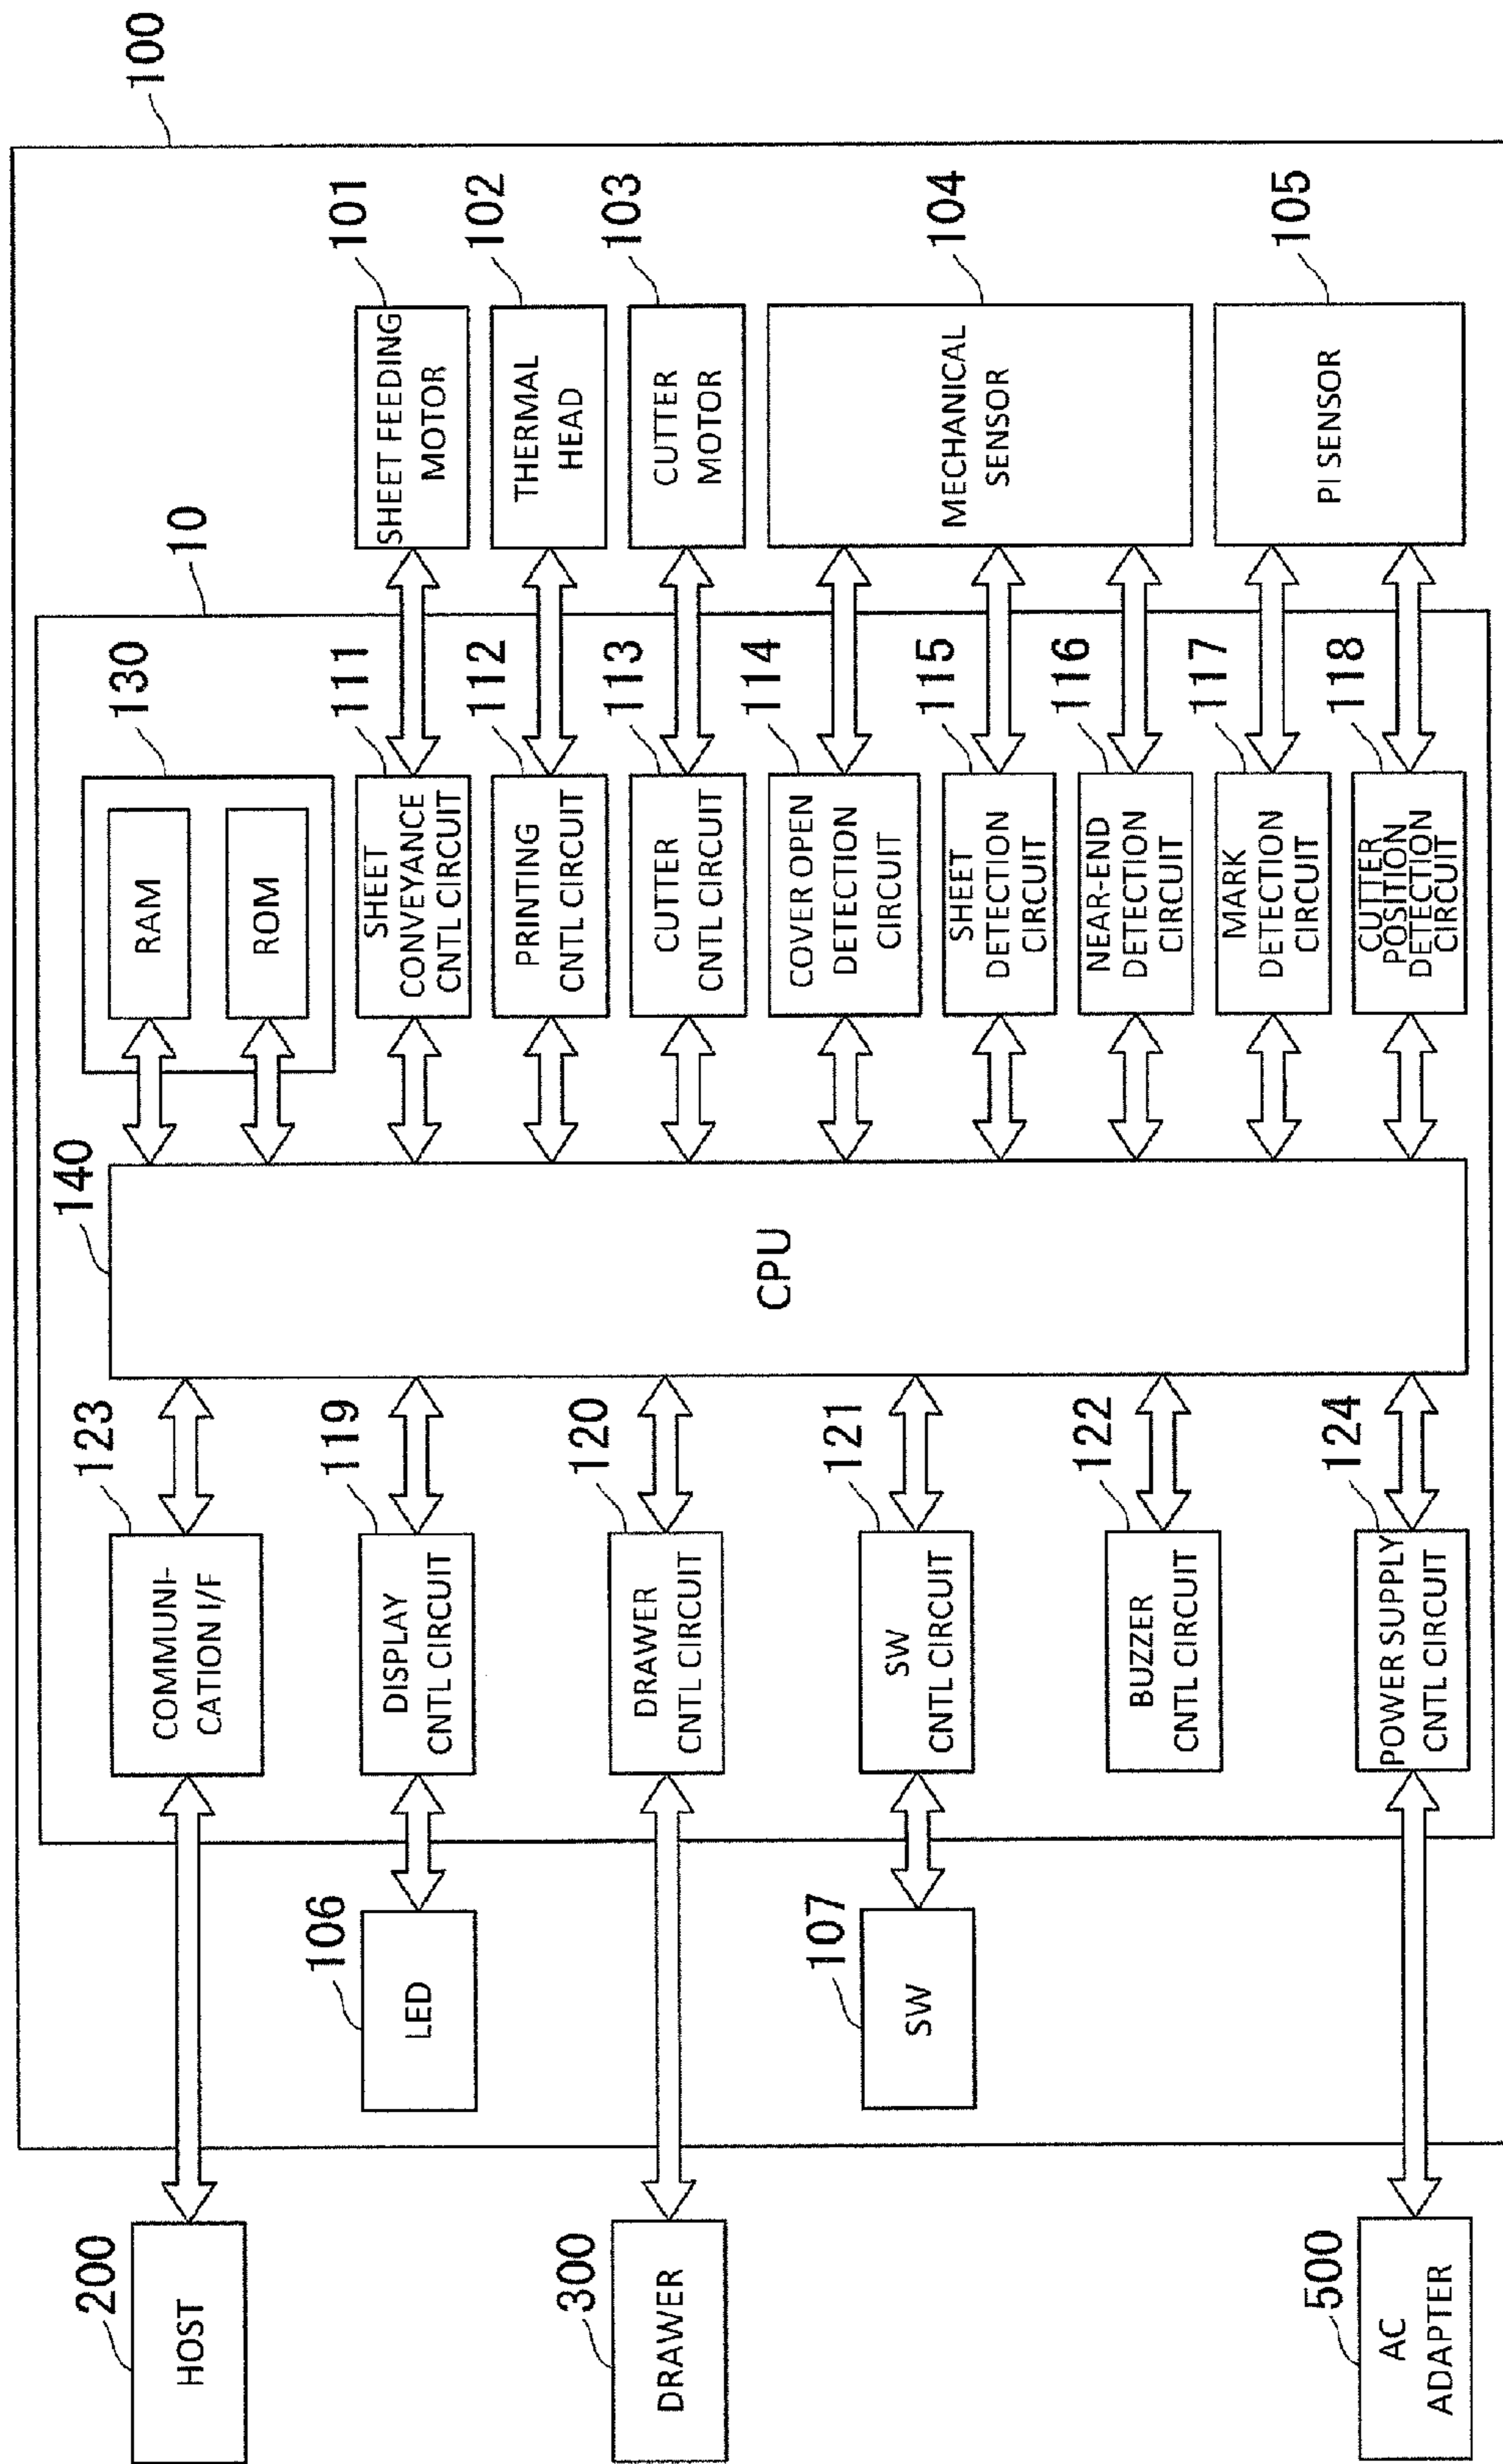 100
10
200
HOST
123
COMMUNI-
CATION I/F
140
CPU
130
RAM
ROM
106
LED
119
DISPLAY
CNTL CIRCUIT
111
SHEET
CONVEYANCE
CNTL CIRCUIT
101
SHEET FEEDING
MOTOR
112
PRINTING
CNTL CIRCUIT
102
THERMAL
HEAD
300
DRAWER
120
DRAWER
CNTL CIRCUIT
113
CUTTER
CNTL CIRCUIT
103
CUTTER
MOTOR
107
SW
121
SW
CNTL CIRCUIT
114
COVER OPEN
DETECTION
CIRCUIT
104
MECHANICAL
SENSOR
115
SHEET
DETECTION
CIRCUIT
122
BUZZER
CNTL CIRCUIT
116
NEAR-END
DETECTION
CIRCUIT
117
MARK
DETECTION
CIRCUIT
105
PI SENSOR
500
AC
ADAPTER
124
POWER SUPPLY
CNTL CIRCUIT
118
CUTTER
POSITION
DETECTION
CIRCUIT